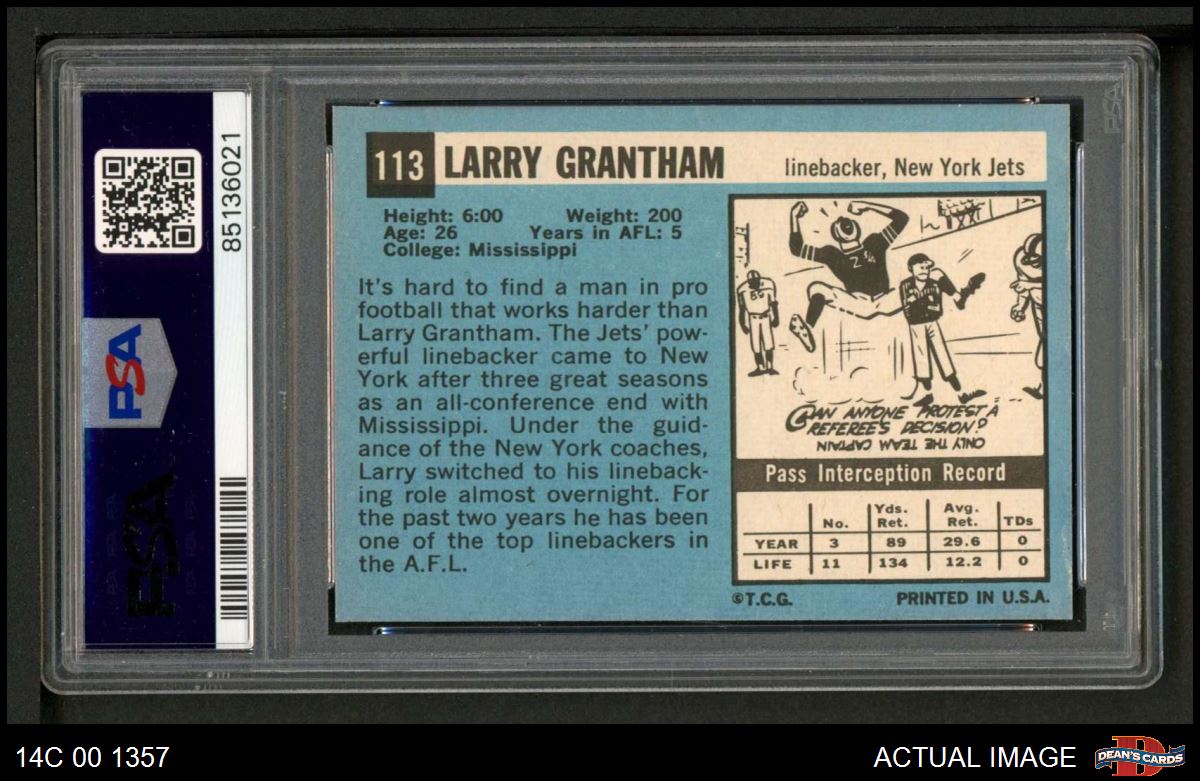 113 LARRY GRANTHAM linebacker, New York Jets
Height: 6:00 Weight: 200
Age: 26 Years in AFL: 5
College: Mississippi
It's hard to find a man in pro
football that works harder than
Larry Grantham. The Jets' pow-
erful linebacker came to New
York after three great seasons
as an all-conference end with
Mississippi. Under the guid-
ance of the New York coaches,
Larry switched to his lineback-
ing role almost overnight. For
the past two years he has been
one of the top linebackers in
the A.F.L.
CAN ANYONE PROTEST A
REFEREE'S DECISION?
ONLY THE TEAM CAPTAIN
Pass Interception Record
No. Yds. Ret. Avg. Ret. TDs
YEAR 3 89 29.6 0
LIFE 11 134 12.2 0
©T.C.G. PRINTED IN U.S.A.
85136021
PSA
PSA
PSA
14C 00 1357
ACTUAL IMAGE
DEAN'S CARDS